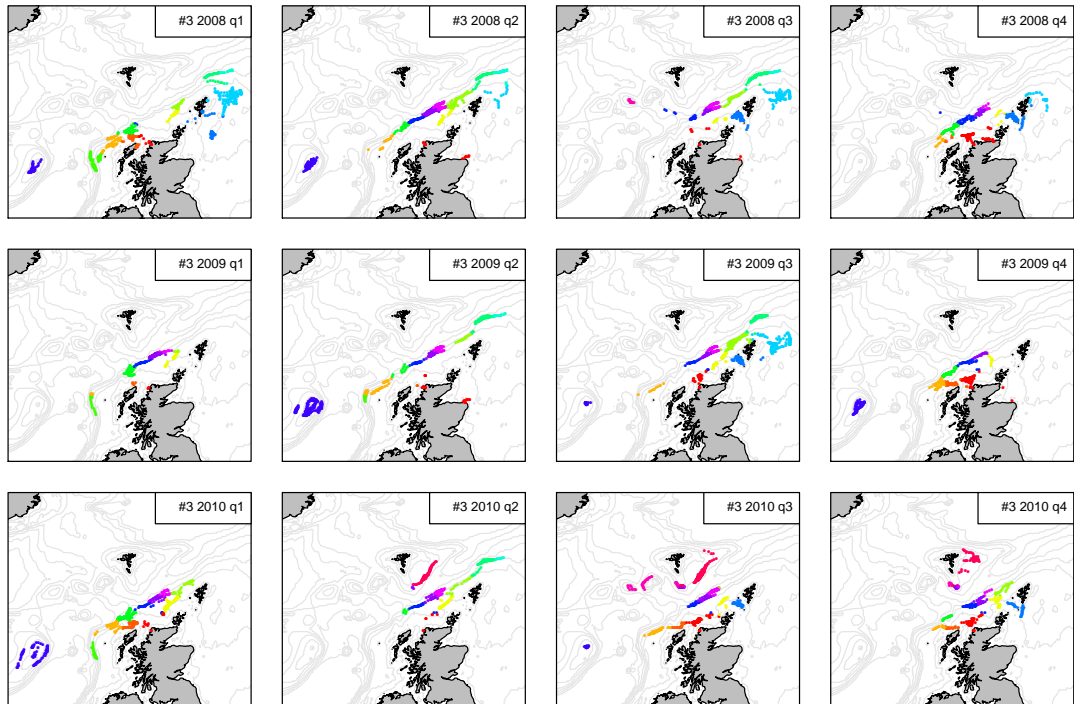 #3 2008 q1
#3 2008 q2
#3 2008 q3
#3 2008 q4
#3 2009 q1
#3 2009 q2
#3 2009 q3
#3 2009 q4
#3 2010 q1
#3 2010 q2
#3 2010 q3
#3 2010 q4